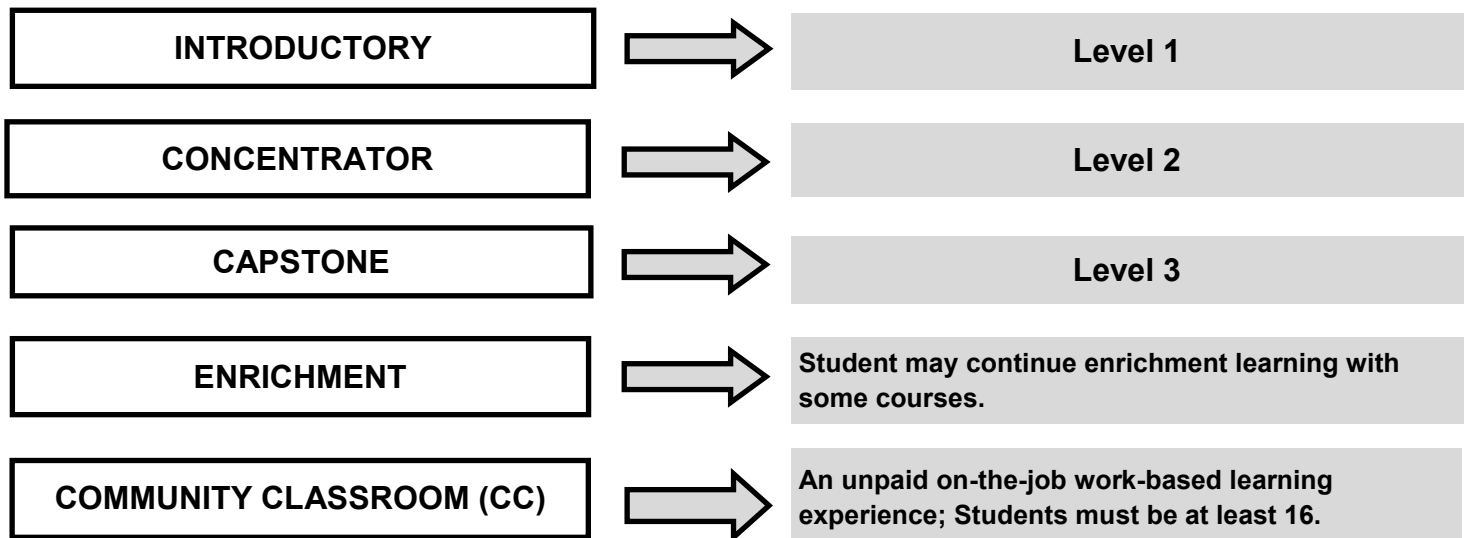 INTRODUCTORY
Level 1
CONCENTRATOR
Level 2
CAPSTONE
Level 3
ENRICHMENT
Student may continue enrichment learning with
some courses.
COMMUNITY CLASSROOM (CC)
An unpaid on-the-job work-based learning
experience; Students must be at least 16.